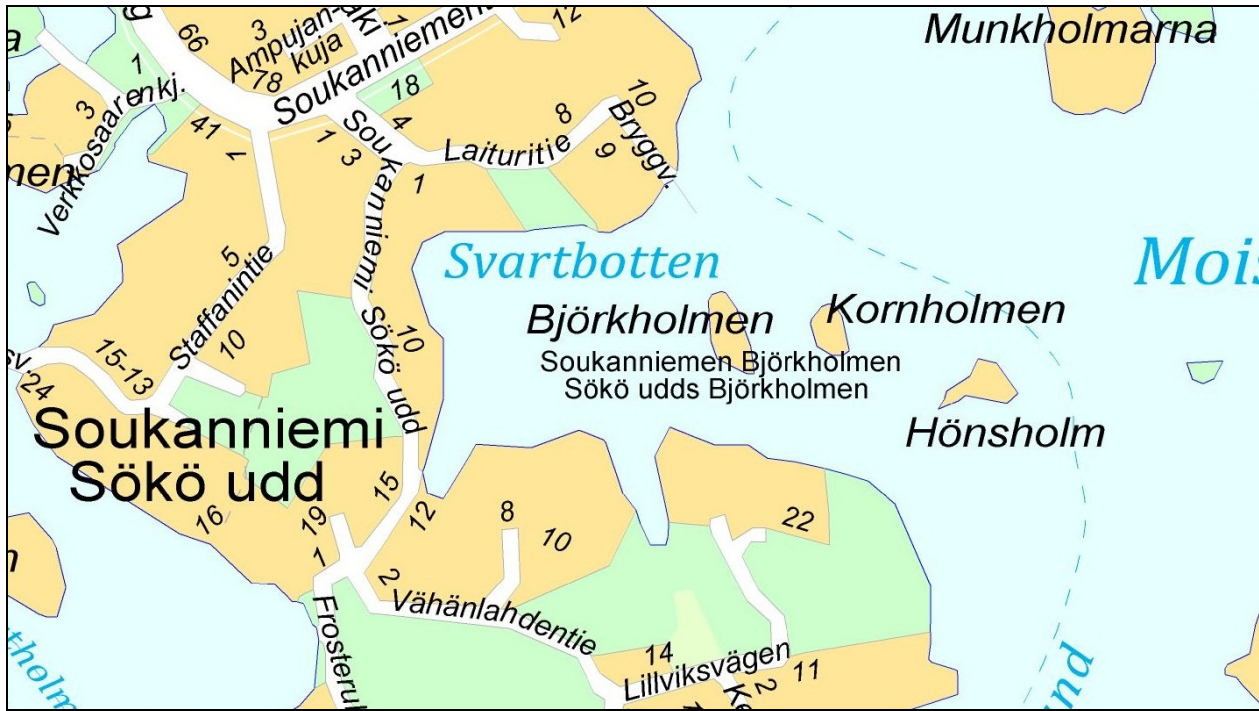 66
3
Ampujan-
kuja
78
1
12
Munkholmarna
Soukanniement
1
3
Verkkosaarenkj.
41
7
1
3
18
4
8
10
Laituritie
Bryggv.
9
1
Soukanniemi Sökö udd
Svartbotten
5
Staffanintie
10
10
Björkholmen
Soukanniemen Björkholmen
Sökö udds Björkholmen
Kornholmen
Hönsholm
15-13
24
Soukanniemi
Sökö udd
16
19
15
12
1
2
8
10
22
Vähänlahdentie
14
Lillviksvägen
11
2